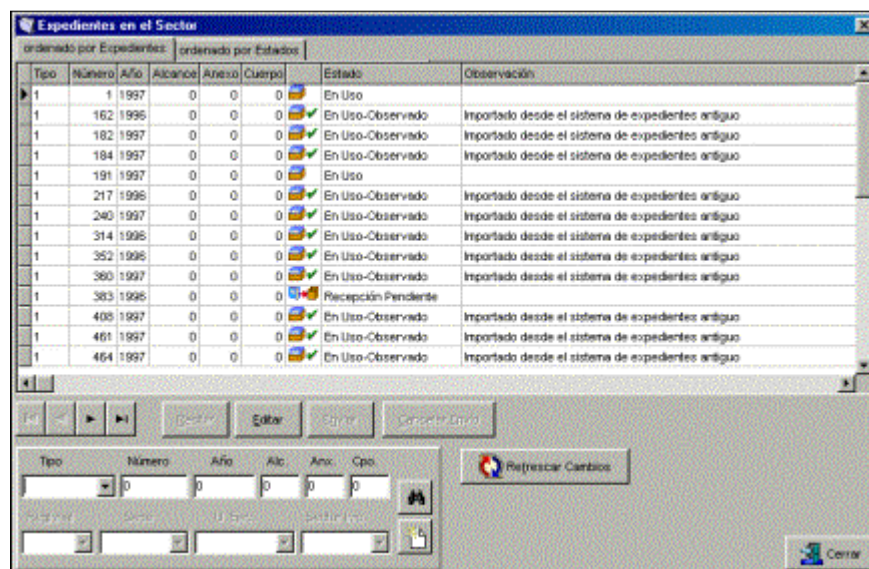 Expedientes en el Sector
ordenado por Expedientes ordenado por Estados
Tipo Número Año Alcance Anexo Cuerpo Estado Observación
1 1 1997 0 0 0 En Uso
1 162 1996 0 0 0 En Uso-Observado Importado desde el sistema de expedientes antiguo
1 182 1997 0 0 0 En Uso-Observado Importado desde el sistema de expedientes antiguo
1 184 1997 0 0 0 En Uso-Observado Importado desde el sistema de expedientes antiguo
1 191 1997 0 0 0 En Uso
1 217 1996 0 0 0 En Uso-Observado Importado desde el sistema de expedientes antiguo
1 240 1997 0 0 0 En Uso-Observado Importado desde el sistema de expedientes antiguo
1 314 1996 0 0 0 En Uso-Observado Importado desde el sistema de expedientes antiguo
1 352 1996 0 0 0 En Uso-Observado Importado desde el sistema de expedientes antiguo
1 360 1997 0 0 0 En Uso-Observado Importado desde el sistema de expedientes antiguo
1 383 1996 0 0 0 Recepción Pendiente
1 408 1997 0 0 0 En Uso-Observado Importado desde el sistema de expedientes antiguo
1 461 1997 0 0 0 En Uso-Observado Importado desde el sistema de expedientes antiguo
1 464 1997 0 0 0 En Uso-Observado Importado desde el sistema de expedientes antiguo
Editar Cancelar Envio
Tipo Número Año Alc. Anx. Cpo.
0 0 0 0 0
Refrescar Cambios
Cerrar